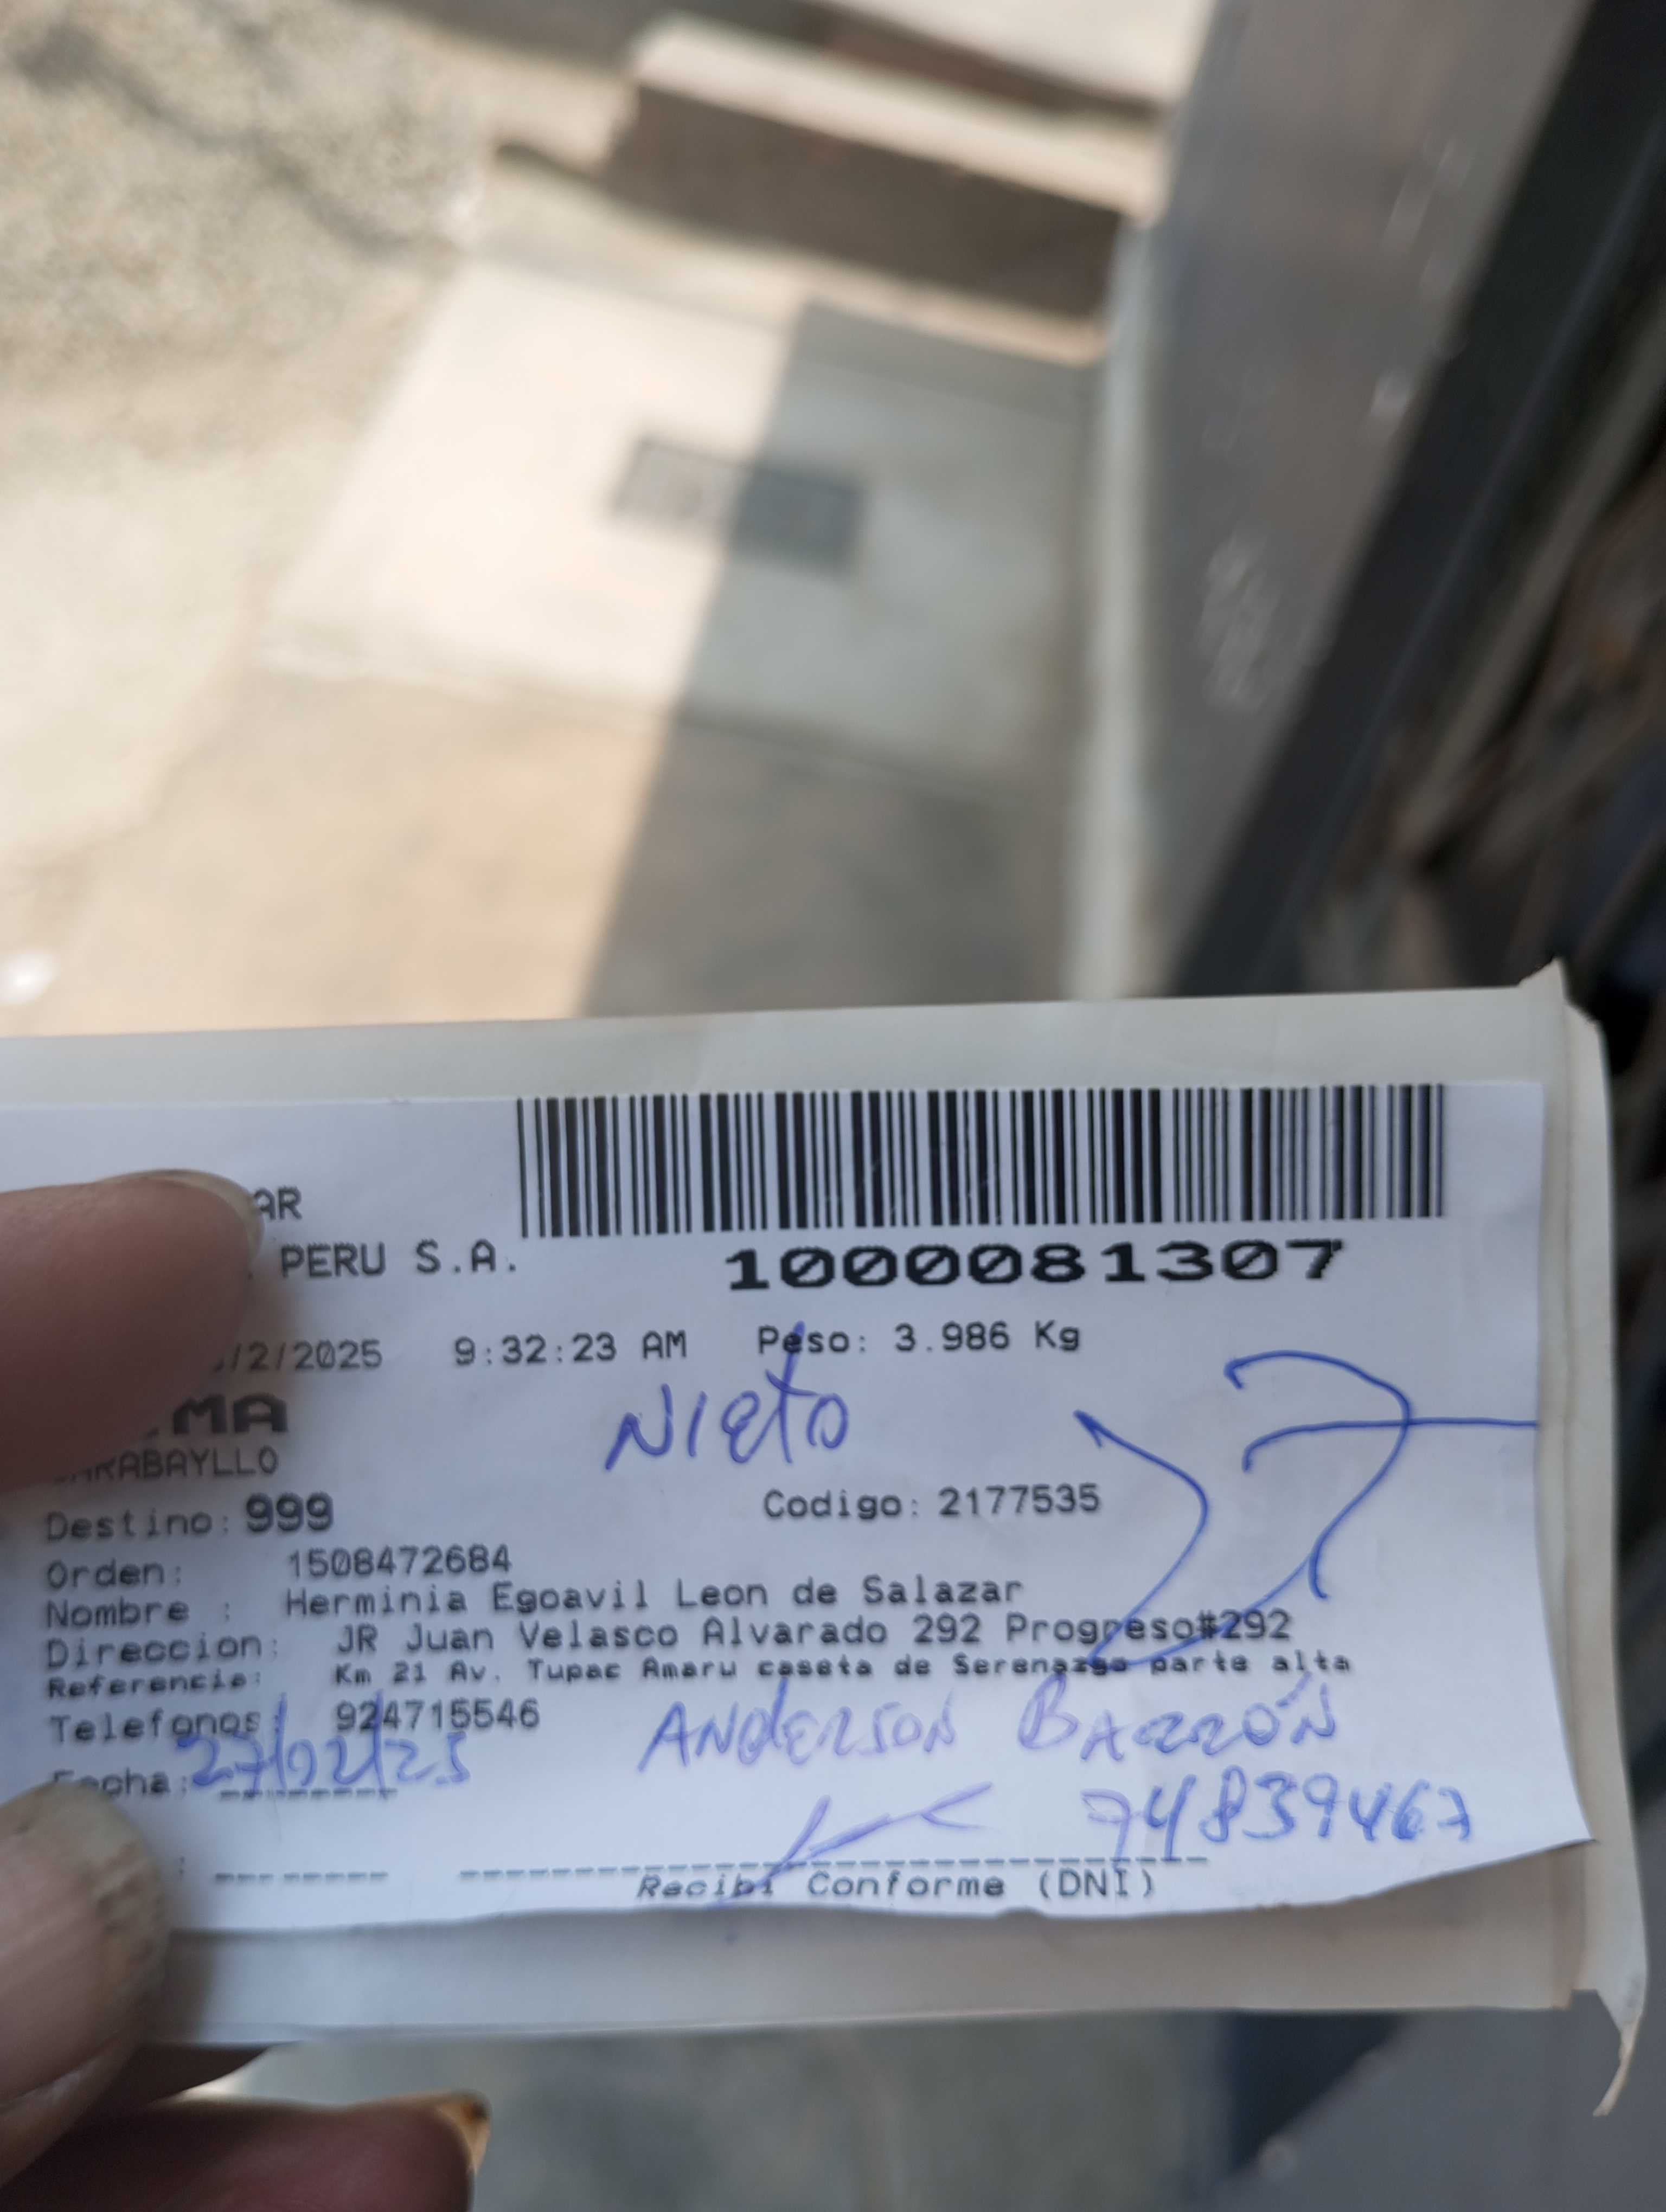 AR
PERU S.A.
1000081307
/2/2025 9:32:23 AM Peso: 3.986 Kg
MA
Nieto
ARABAYLLO
Destino: 999 Codigo: 2177535
Orden: 1508472684
Nombre : Herminia Egoavil Leon de Salazar
Direccion: JR Juan Velasco Alvarado 292 Progreso#292
Referencia: Km 21 Av. Tupac Amaru caseta de Serenazgo parte alta
Telefonos: 924715546
ANDERSON BARRÓN
Fecha: 27/02/25
74839467
Recibi Conforme (DNI)